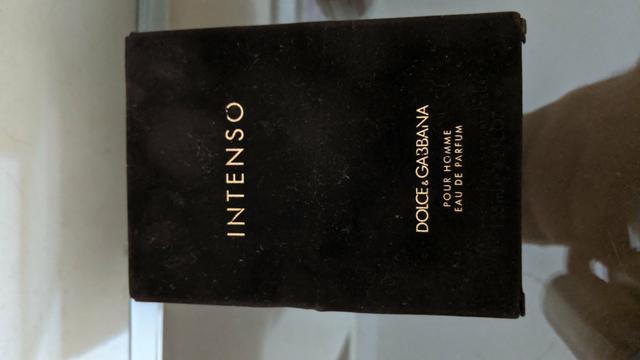 INTENSO
DOLCE & GABBANA
POUR HOMME
EAU DE PARFUM